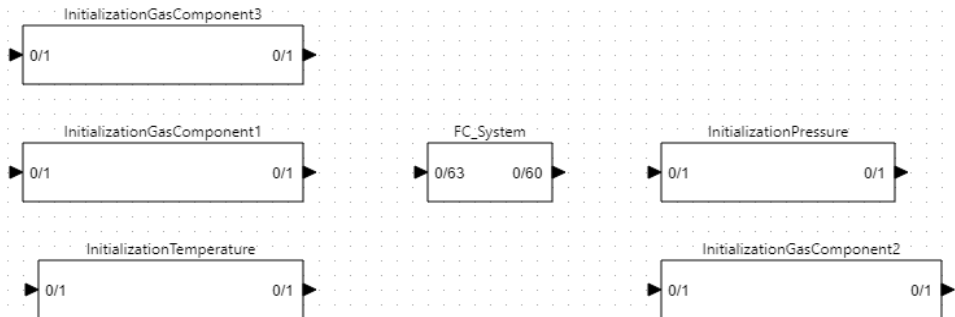 InitializationGasComponent3
0/1 0/1
InitializationGasComponent1 FC_System InitializationPressure
0/1 0/1 0/63 0/60 0/1 0/1
InitializationTemperature InitializationGasComponent2
0/1 0/1 0/1 0/1